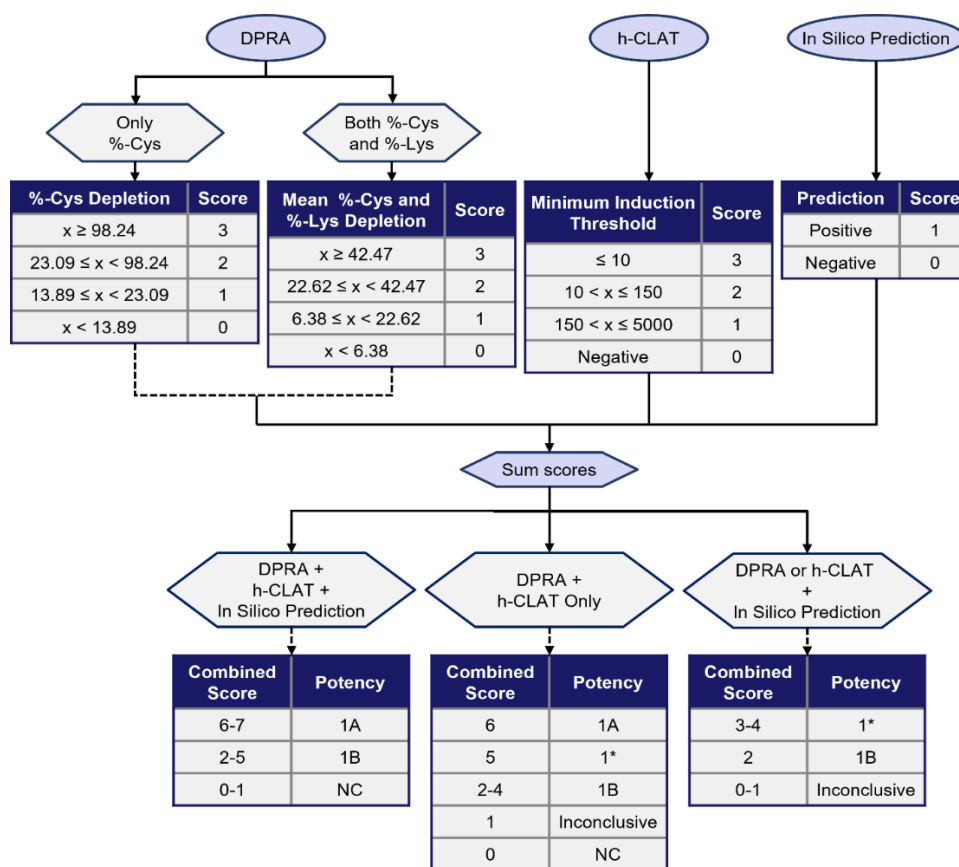 DPRA
h-CLAT
In Silico Prediction
Only
%-Cys
Both %-Cys
and %-Lys
%-Cys Depletion Score
x ≥ 98.24 3
23.09 ≤ x < 98.24 2
13.89 ≤ x < 23.09 1
x < 13.89 0
Mean %-Cys and
%-Lys Depletion Score
x ≥ 42.47 3
22.62 ≤ x < 42.47 2
6.38 ≤ x < 22.62 1
x < 6.38 0
Minimum Induction
Threshold Score
≤ 10 3
10 < x ≤ 150 2
150 < x ≤ 5000 1
Negative 0
Prediction Score
Positive 1
Negative 0
Sum scores
DPRA +
h-CLAT +
In Silico Prediction
DPRA +
h-CLAT Only
DPRA or h-CLAT
+
In Silico Prediction
Combined
Score Potency
6-7 1A
2-5 1B
0-1 NC
Combined
Score Potency
6 1A
5 1*
2-4 1B
1 Inconclusive
0 NC
Combined
Score Potency
3-4 1*
2 1B
0-1 Inconclusive